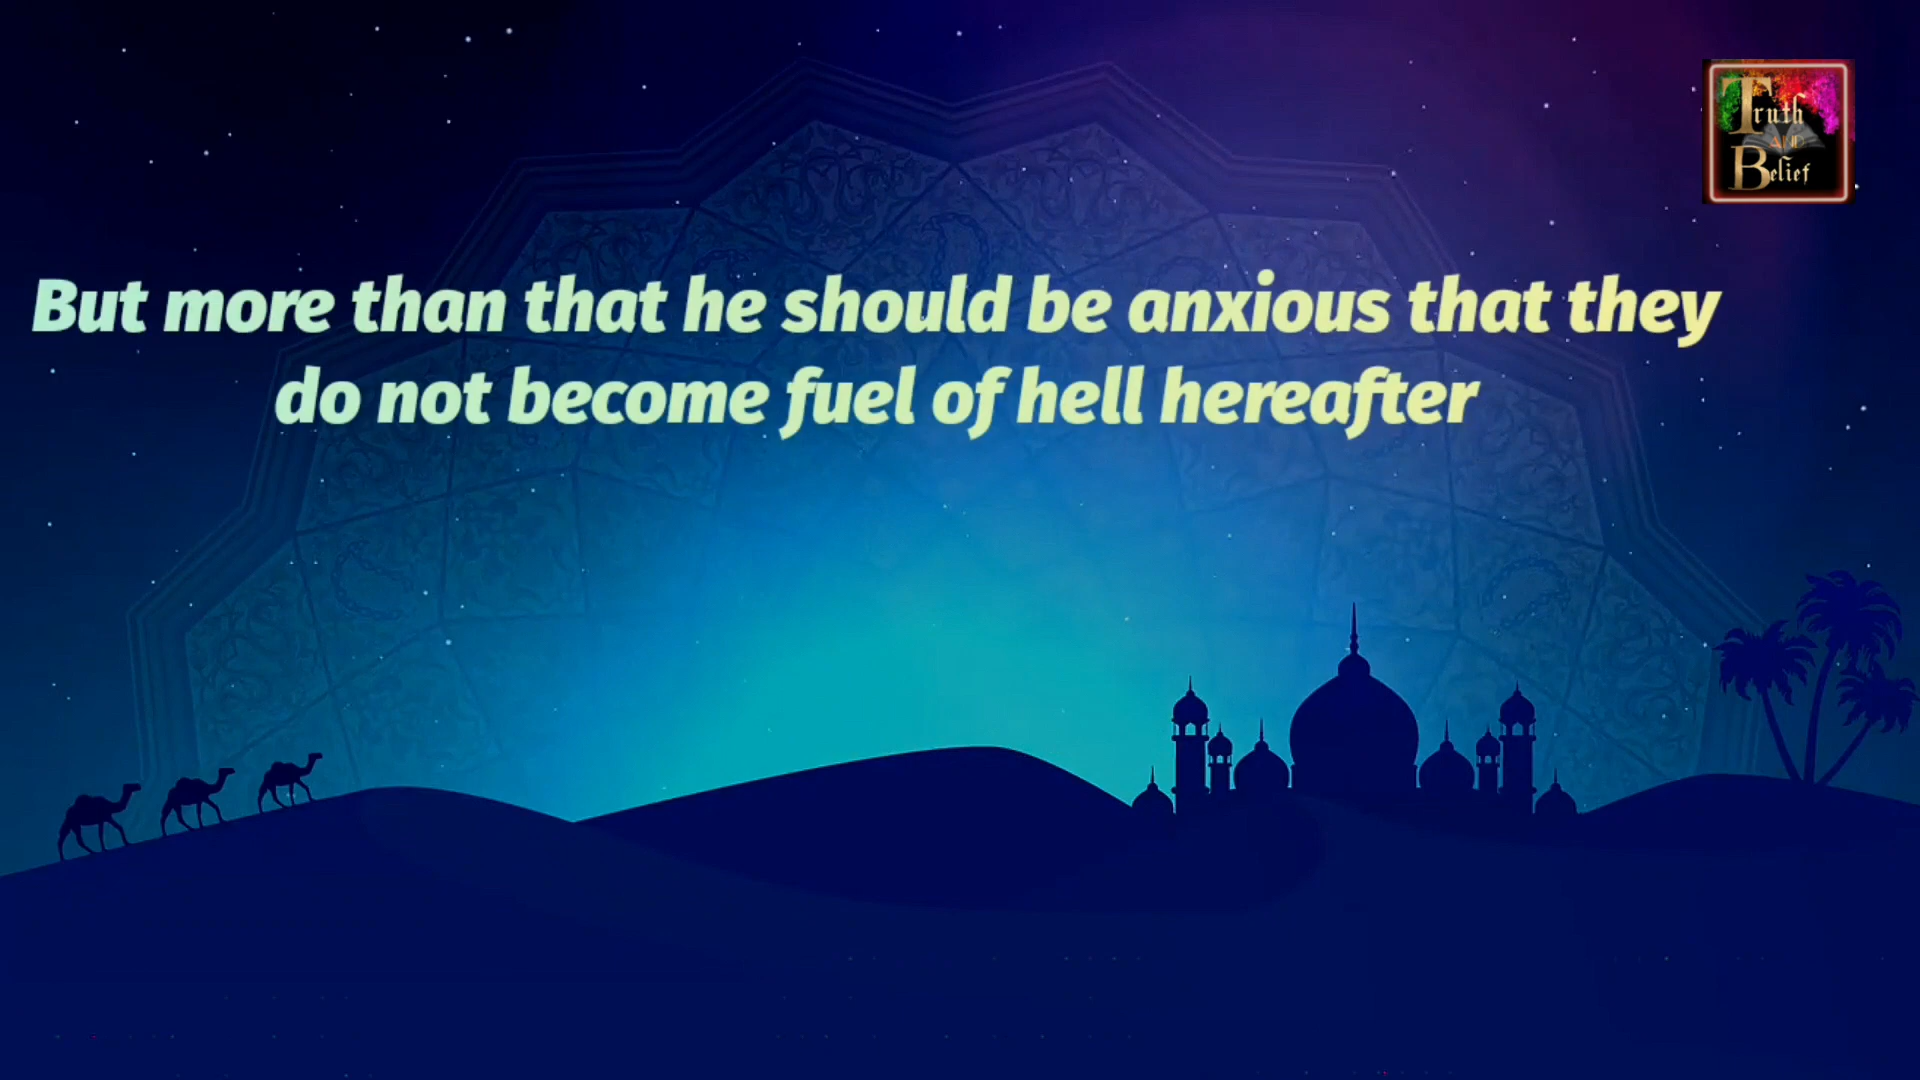 But more than that he should be anxious that they
do not become fuel of hell hereafter
Truth
AND
Belief